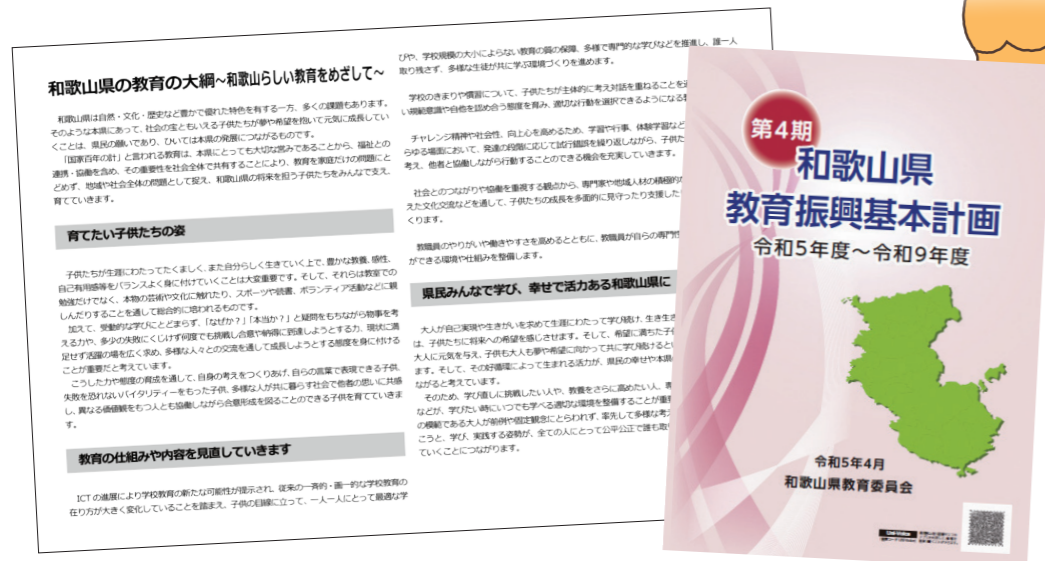 和歌山県の教育の大綱~和歌山らしい教育をめざして~
和歌山県は自然・文化・歴史など豊かで優れた特色を有する一方、多くの課題もあります。
そのような本県にあって、社会の宝ともいえる子供たちが夢や希望を抱いて元気に成長してい
くことは、県民の願いであり、ひいては本県の発展につながるものです。
「国家百年の計」と言われる教育は、本県にとっても大切な営みであることから、福祉との
連携・協働を含め、その重要性を社会全体で共有することにより、教育を家庭だけの問題にと
どめず、地域や社会全体の問題として捉え、和歌山県の将来を担う子供たちをみんなで支え、
育てていきます。
育てたい子供たちの姿
子供たちが生涯にわたってたくましく、また自分らしく生きていく上で、豊かな教養、感性、
自己有用感等をバランスよく身に付けていくことは大変重要です。そして、それらは教室での
勉強だけでなく、本物の芸術や文化に触れたり、スポーツや読書、ボランティア活動などに親
しんだりすることを通して総合的に培われるものです。
加えて、受動的な学びにとどまらず、「なぜか?」「本当か?」と疑問をもちながら物事を考
える力や、多少の失敗にくじけず何度でも挑戦し合意や納得に到達しようとする力、現状に満
足せず活躍の場を広く求め、多様な人々との交流を通して成長しようとする態度を身に付ける
ことが重要だと考えています。
こうした力や態度の育成を通して、自身の考えをつくりあげ、自らの言葉で表現できる子供、
失敗を恐れないバイタリティーをもった子供、多様な人が共に暮らす社会で他者の思いに共感
し、異なる価値観をもつ人とも協働しながら合意形成を図ることのできる子供を育てていきま
す。
教育の仕組みや内容を見直していきます
ICTの進展により学校教育の新たな可能性が提示され、従来の一斉的・画一的な学校教育の
在り方が大きく変化していることを踏まえ、子供の目線に立って、一人一人にとって最適な学
びや、学校規模の大小によらない教育の質の保障、多様で専門的な学びなどを推進し、誰一人
取り残さず、多様な生徒が共に学ぶ環境づくりを進めます。
学校のきまりや慣習について、子供たちが主体的に考え対話を重ねることを通
い規範意識や自他を認め合う態度を育み、適切な行動を選択できるようになる
チャレンジ精神や社会性、向上心を高めるため、学習や行事、体験学習など
らゆる場面において、発達の段階に応じて試行錯誤を繰り返しながら、子供た
考え、他者と協働しながら行動することのできる機会を充実していきます。
社会とのつながりや協働を重視する観点から、専門家や地域人材の積極的な
えた文化交流などを通して、子供たちの成長を多面的に見守ったり支援した
くります。
教職員のやりがいや働きやすさを高めるとともに、教職員が自らの専門性
ができる環境や仕組みを整備します。
県民みんなで学び、幸せで活力ある和歌山県に
大人が自己実現や生きがいを求めて生涯にわたって学び続け、生き生き
は、子供たちに将来への希望を感じさせます。そして、希望に満ちた子供
大人に元気を与え、子供も大人も夢や希望に向かって共に学び続けると
ます。そして、その好循環によって生まれる活力が、県民の幸せや本県
ながると考えています。
そのため、学び直しに挑戦したい人や、教養をさらに高めたい人、専
などが、学びたい時にいつでも学べる適切な環境を整備することが重要
の模範である大人が前例や固定観念にとらわれず、率先して多様な考え
こうと、学び、実践する姿勢が、全ての人にとって公平公正で誰も取り
ていくことにつながります。
第4期
和歌山県
教育振興基本計画
令和5年度~令和9年度
令和5年4月
和歌山県教育委員会